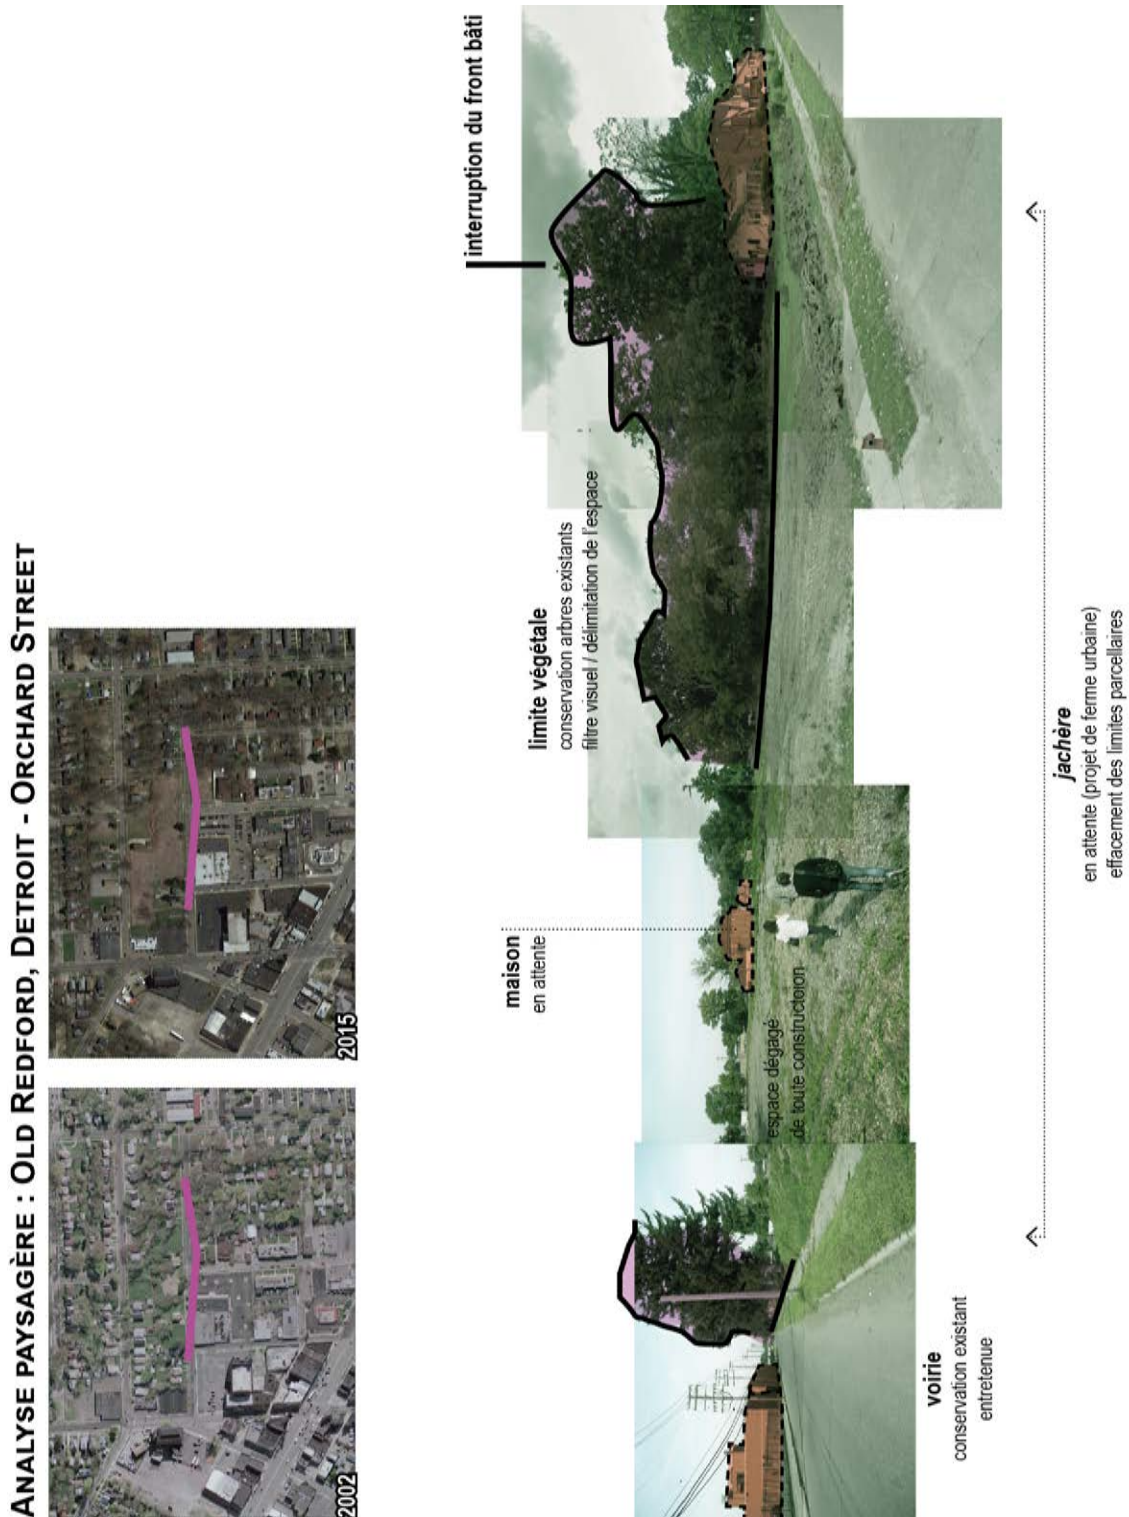 ANALYSE PAYSAGÈRE : OLD REDFORD, DETROIT - ORCHARD STREET
2002
2015
interruption du front bâti
limite végétale
conservation arbres existants
filtre visuel / délimitation de l'espace
maison
en attente
espace dégagé
de toute constructoion
voirie
conservation existant
entretenue
jachère
en attente (projet de ferme urbaine)
effacement des limites parcellaires